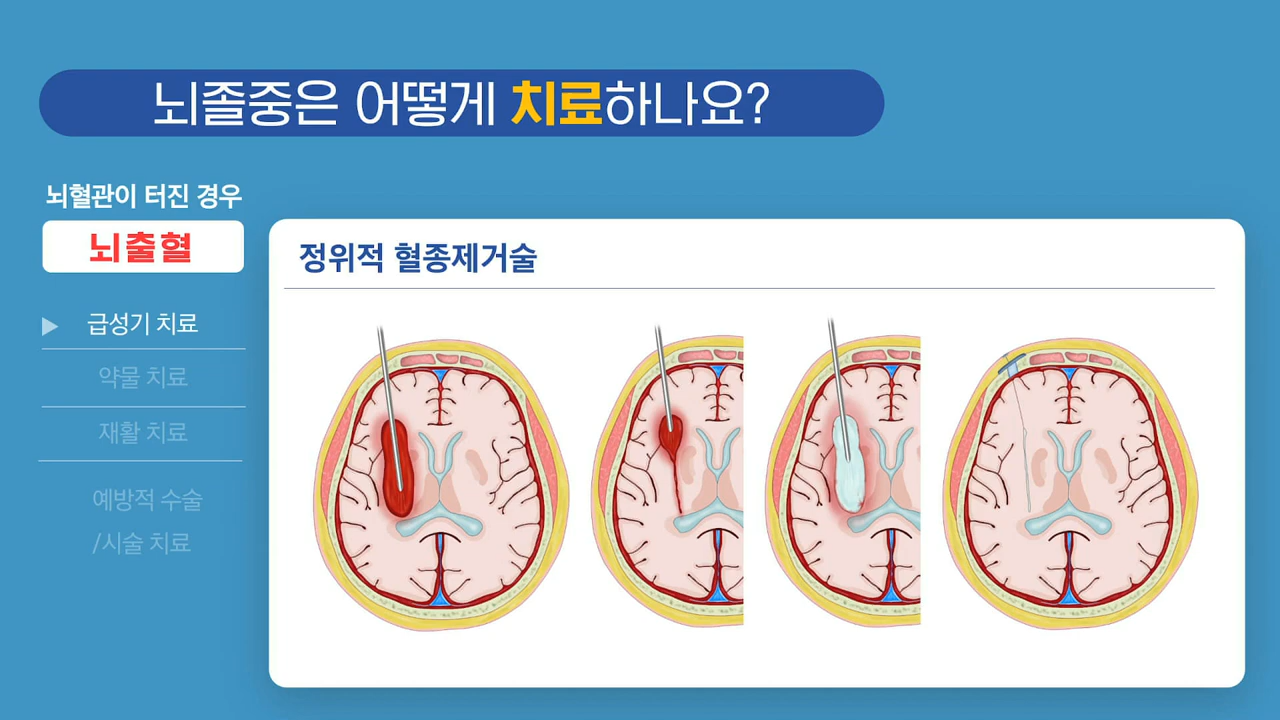 뇌졸중은 어떻게 치료하나요?
뇌혈관이 터진 경우
뇌출혈
급성기 치료
약물 치료
재활 치료
예방적 수술
/시술 치료
정위적 혈종제거술